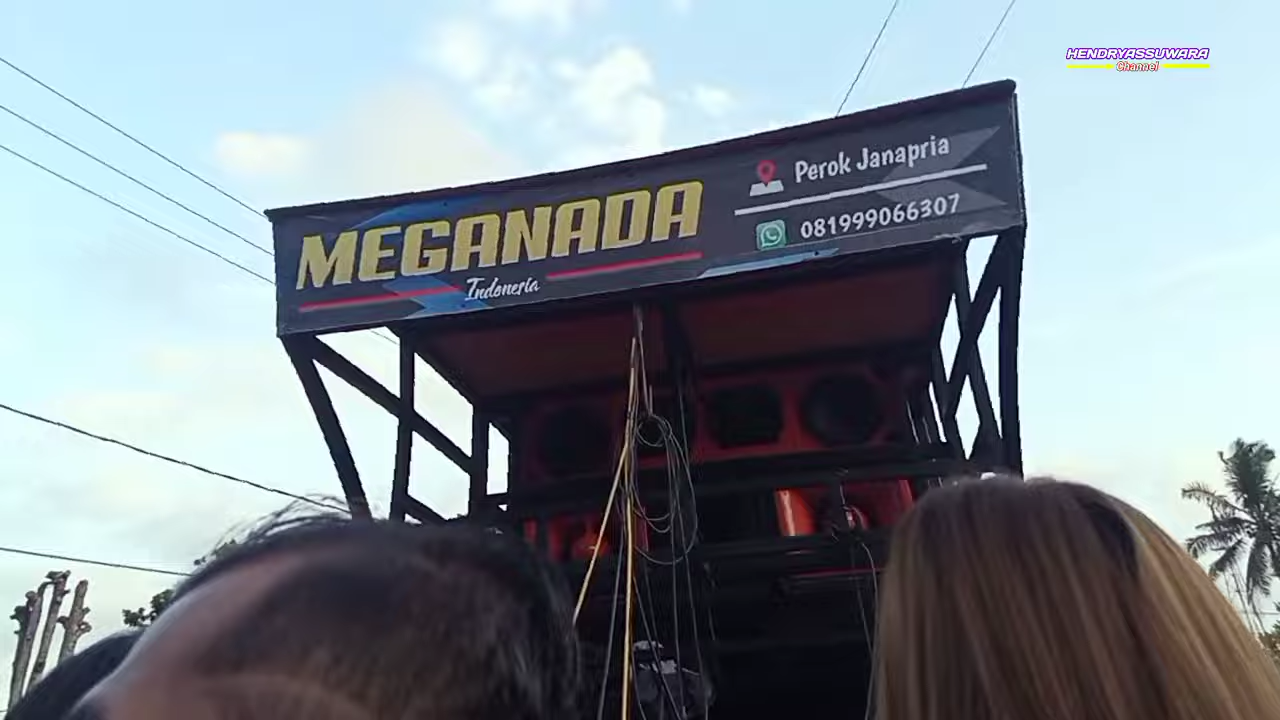 HENDRYASSUWARA
Channel
MEGANADA
Indonesia
Perok Janapria
081999066307